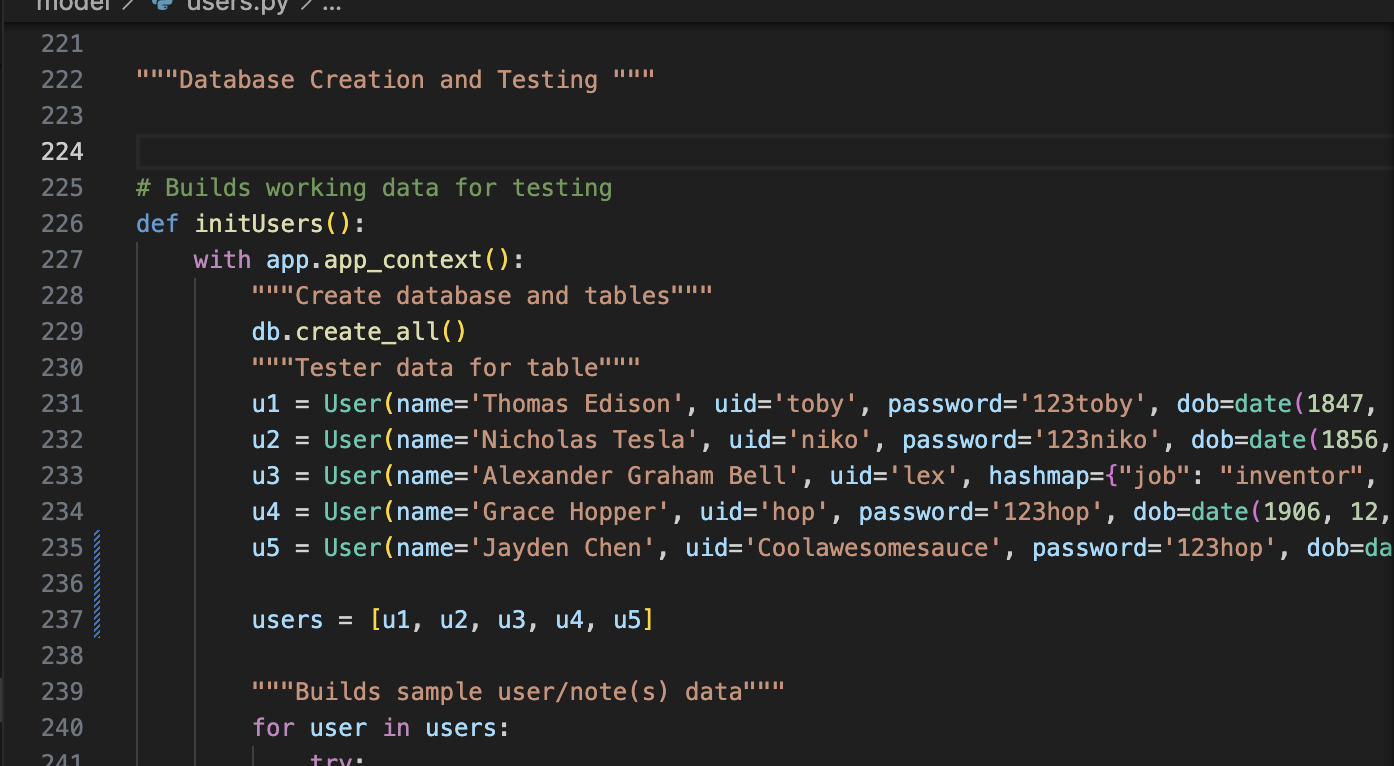 model > users.py > ...
221
222 """Database Creation and Testing """
223
224
225 # Builds working data for testing
226 def initUsers():
227 with app.app_context():
228 """Create database and tables"""
229 db.create_all()
230 """Tester data for table"""
231 u1 = User(name='Thomas Edison', uid='toby', password='123toby', dob=date(1847,
232 u2 = User(name='Nicholas Tesla', uid='niko', password='123niko', dob=date(1856,
233 u3 = User(name='Alexander Graham Bell', uid='lex', hashmap={"job": "inventor",
234 u4 = User(name='Grace Hopper', uid='hop', password='123hop', dob=date(1906, 12,
235 u5 = User(name='Jayden Chen', uid='Coolawesomesauce', password='123hop', dob=da
236
237 users = [u1, u2, u3, u4, u5]
238
239 """Builds sample user/note(s) data"""
240 for user in users:
241 try: